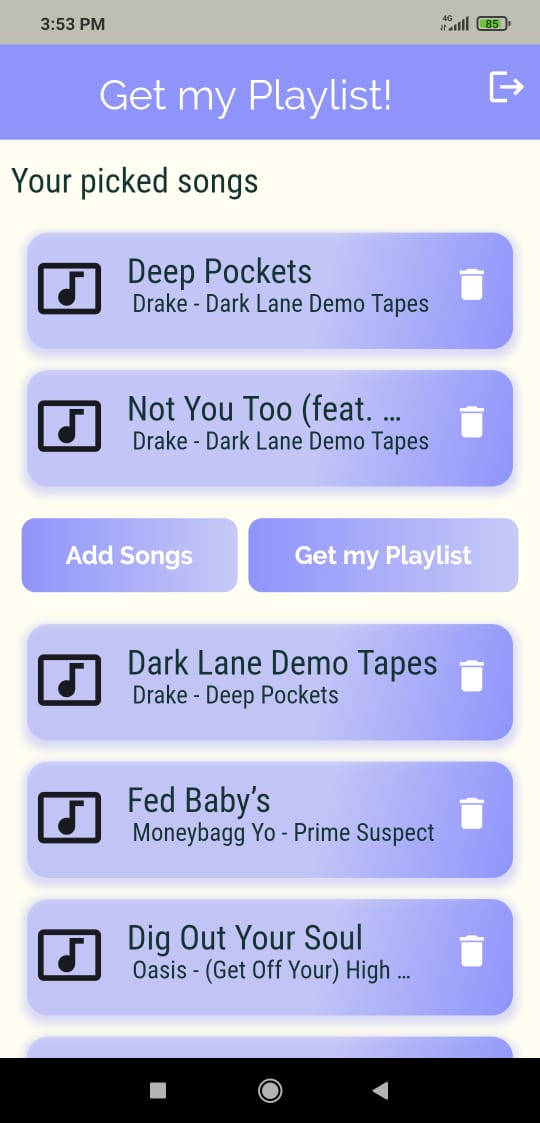 3:53 PM
4G
85
Get my Playlist!
Your picked songs
Deep Pockets
Drake - Dark Lane Demo Tapes
Not You Too (feat. ...
Drake - Dark Lane Demo Tapes
Add Songs
Get my Playlist
Dark Lane Demo Tapes
Drake - Deep Pockets
Fed Baby’s
Moneybagg Yo - Prime Suspect
Dig Out Your Soul
Oasis - (Get Off Your) High ...